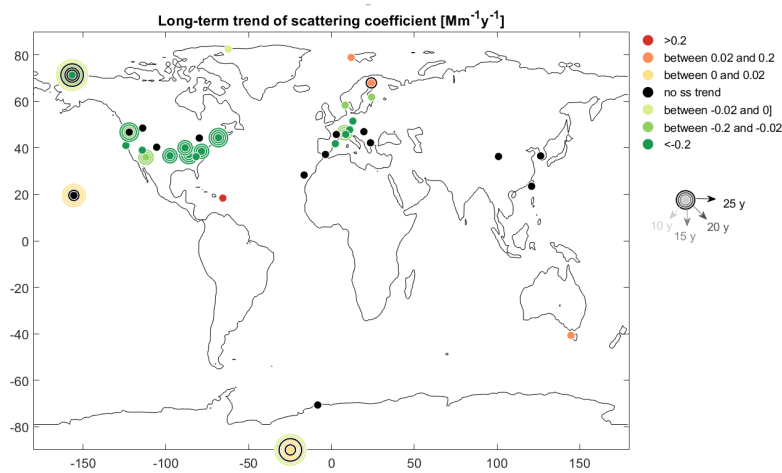 Long-term trend of scattering coefficient [Mm⁻¹y⁻¹]
80
60
40
20
0
-20
-40
-60
-80
-150
-100
-50
0
50
100
150
>0.2
between 0.02 and 0.2
between 0 and 0.02
no ss trend
between -0.02 and 0]
between -0.2 and -0.02
<-0.2
25 y
10 y
20 y
15 y